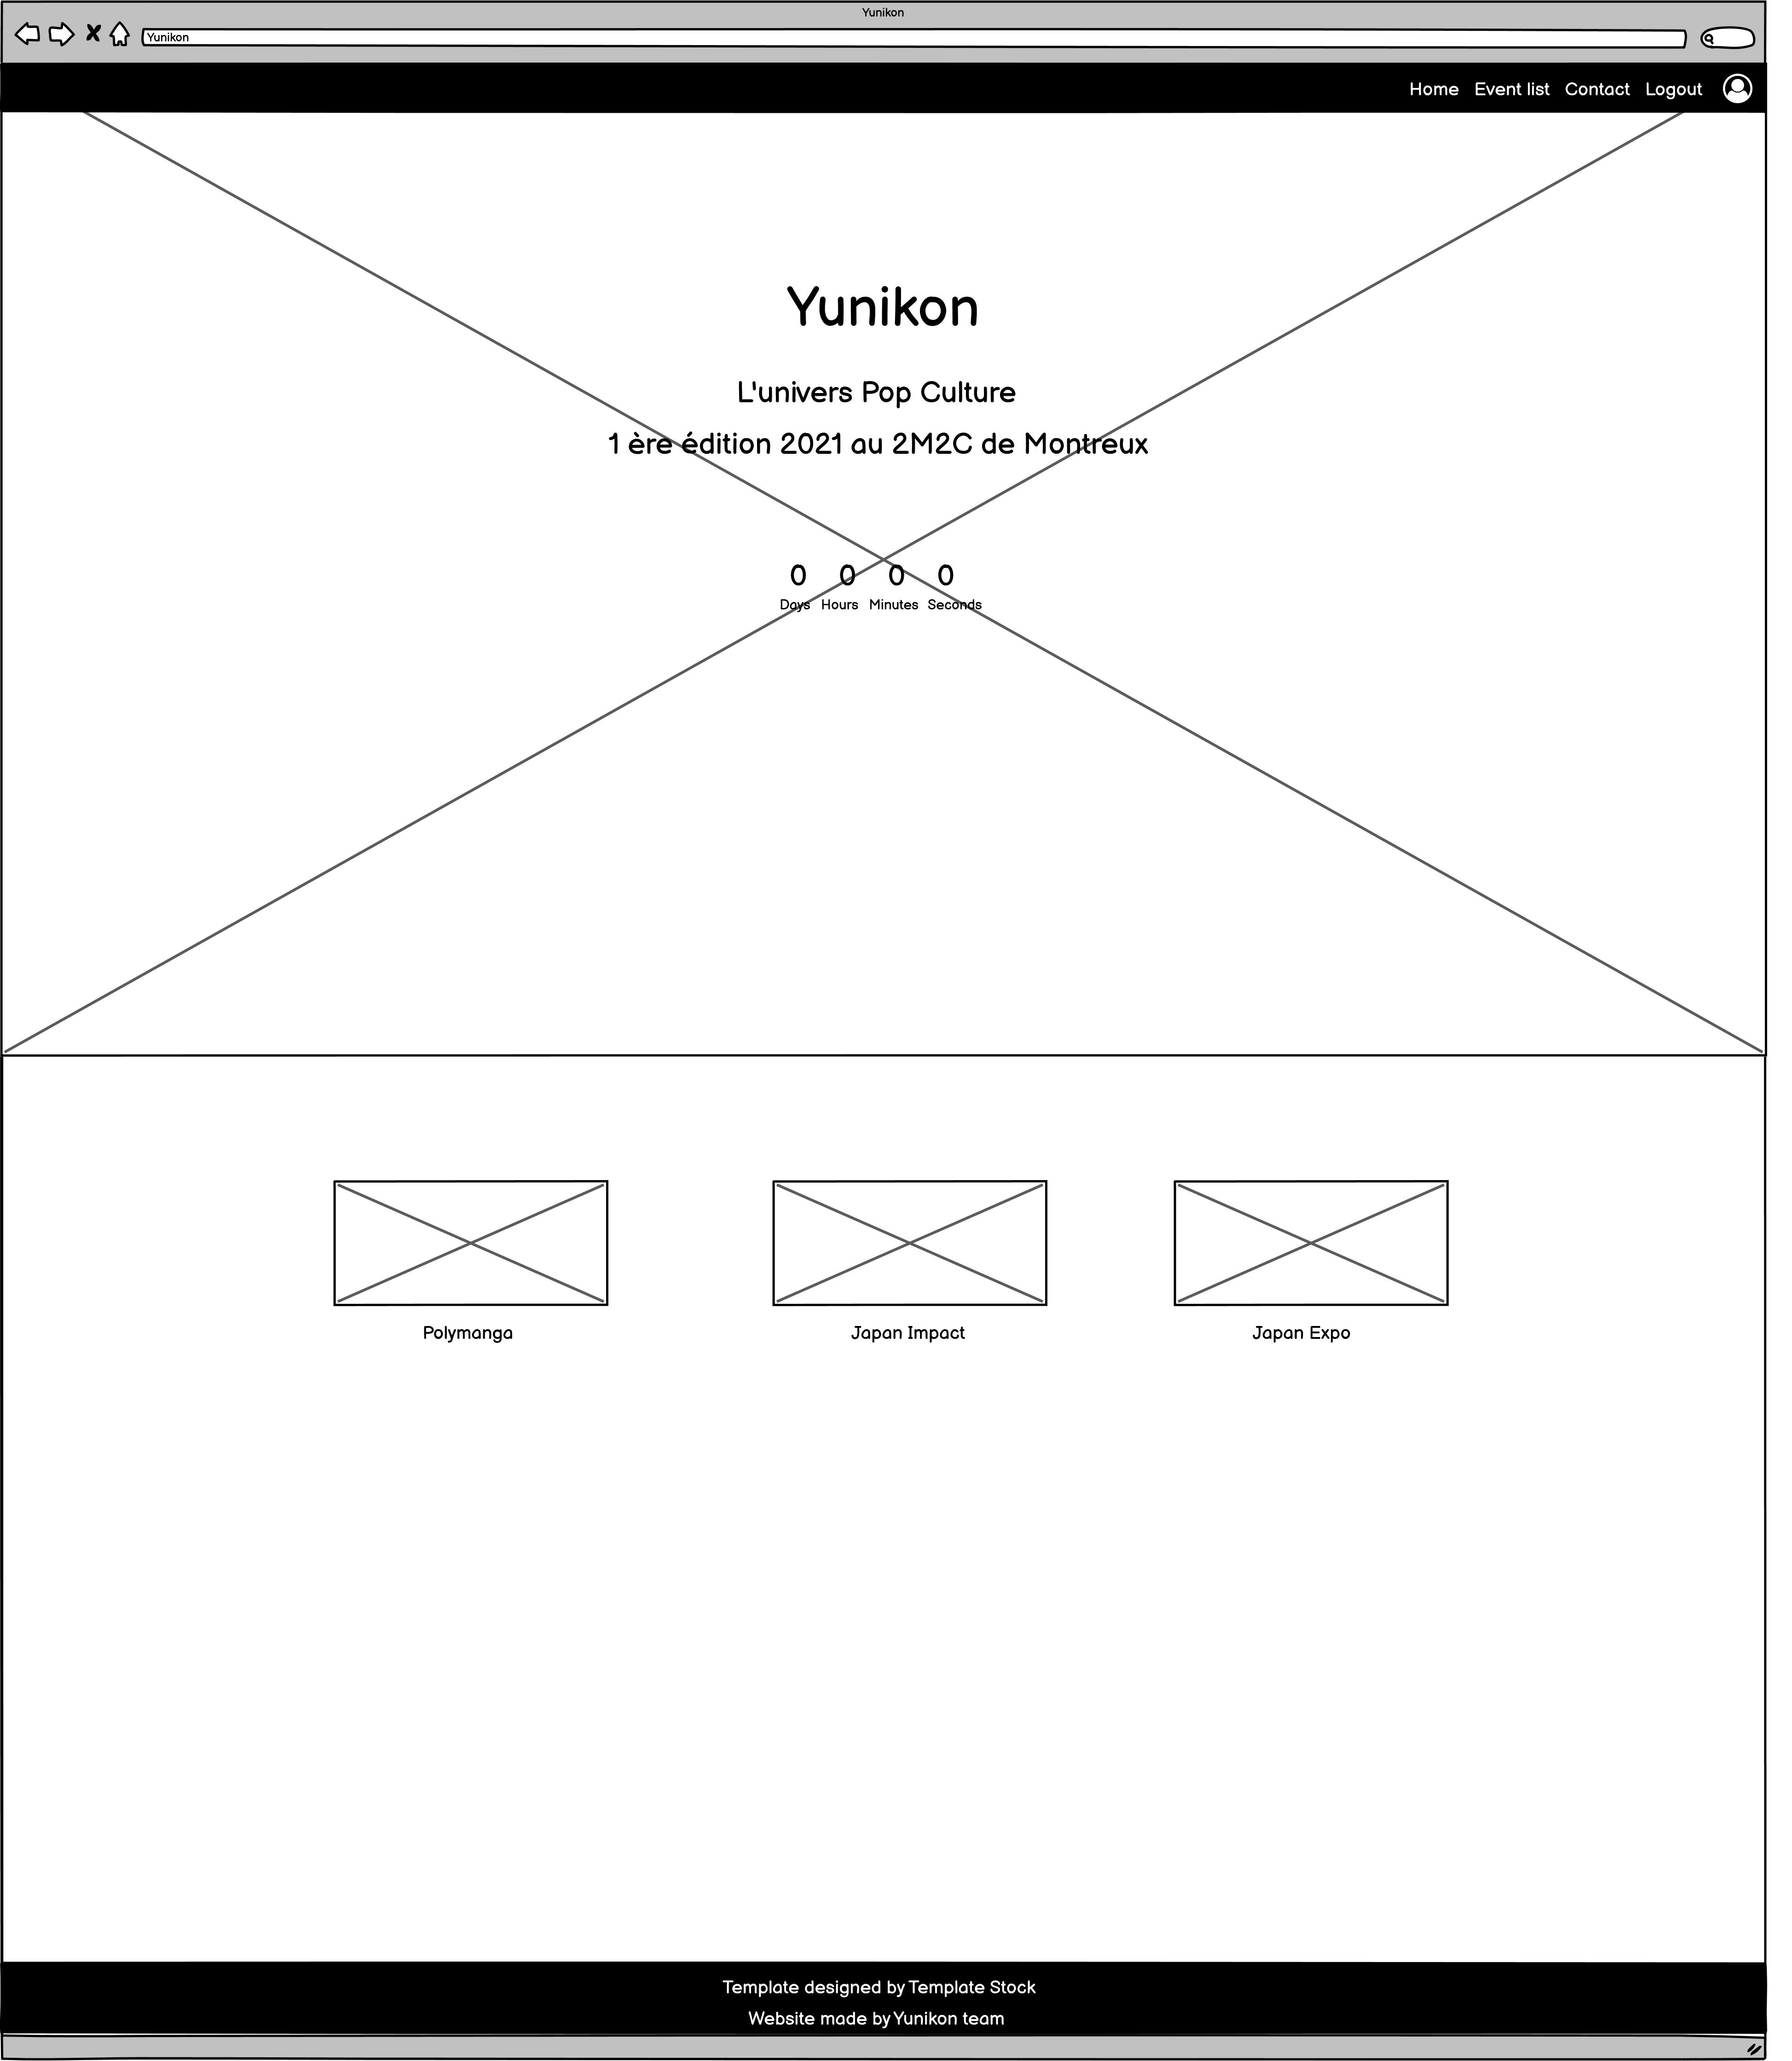 Yunikon
Yunikon
Home Event list Contact Logout
Yunikon
L'univers Pop Culture
1 ère édition 2021 au 2M2C de Montreux
0 0 0 0
Days Hours Minutes Seconds
Polymanga Japan Impact Japan Expo
Template designed by Template Stock
Website made by Yunikon team